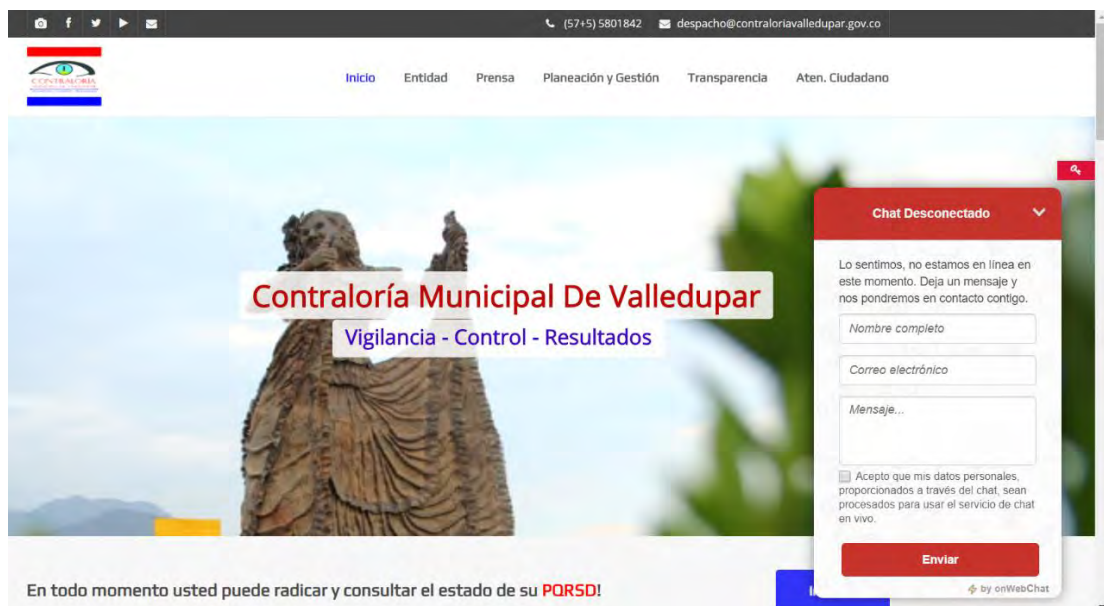 (57+5) 5801842 despacho@contraloriavalledupar.gov.co
CONTRALORIA
Inicio Entidad Prensa Planeación y Gestión Transparencia Aten. Ciudadano
Contraloría Municipal De Valledupar
Vigilancia - Control - Resultados
Chat Desconectado
Lo sentimos, no estamos en línea en
este momento. Deja un mensaje y
nos pondremos en contacto contigo.
Nombre completo
Correo electrónico
Mensaje...
Acepto que mis datos personales,
proporcionados a través del chat, sean
procesados para usar el servicio de chat
en vivo.
Enviar
by onWebChat
En todo momento usted puede radicar y consultar el estado de su PQRSD!